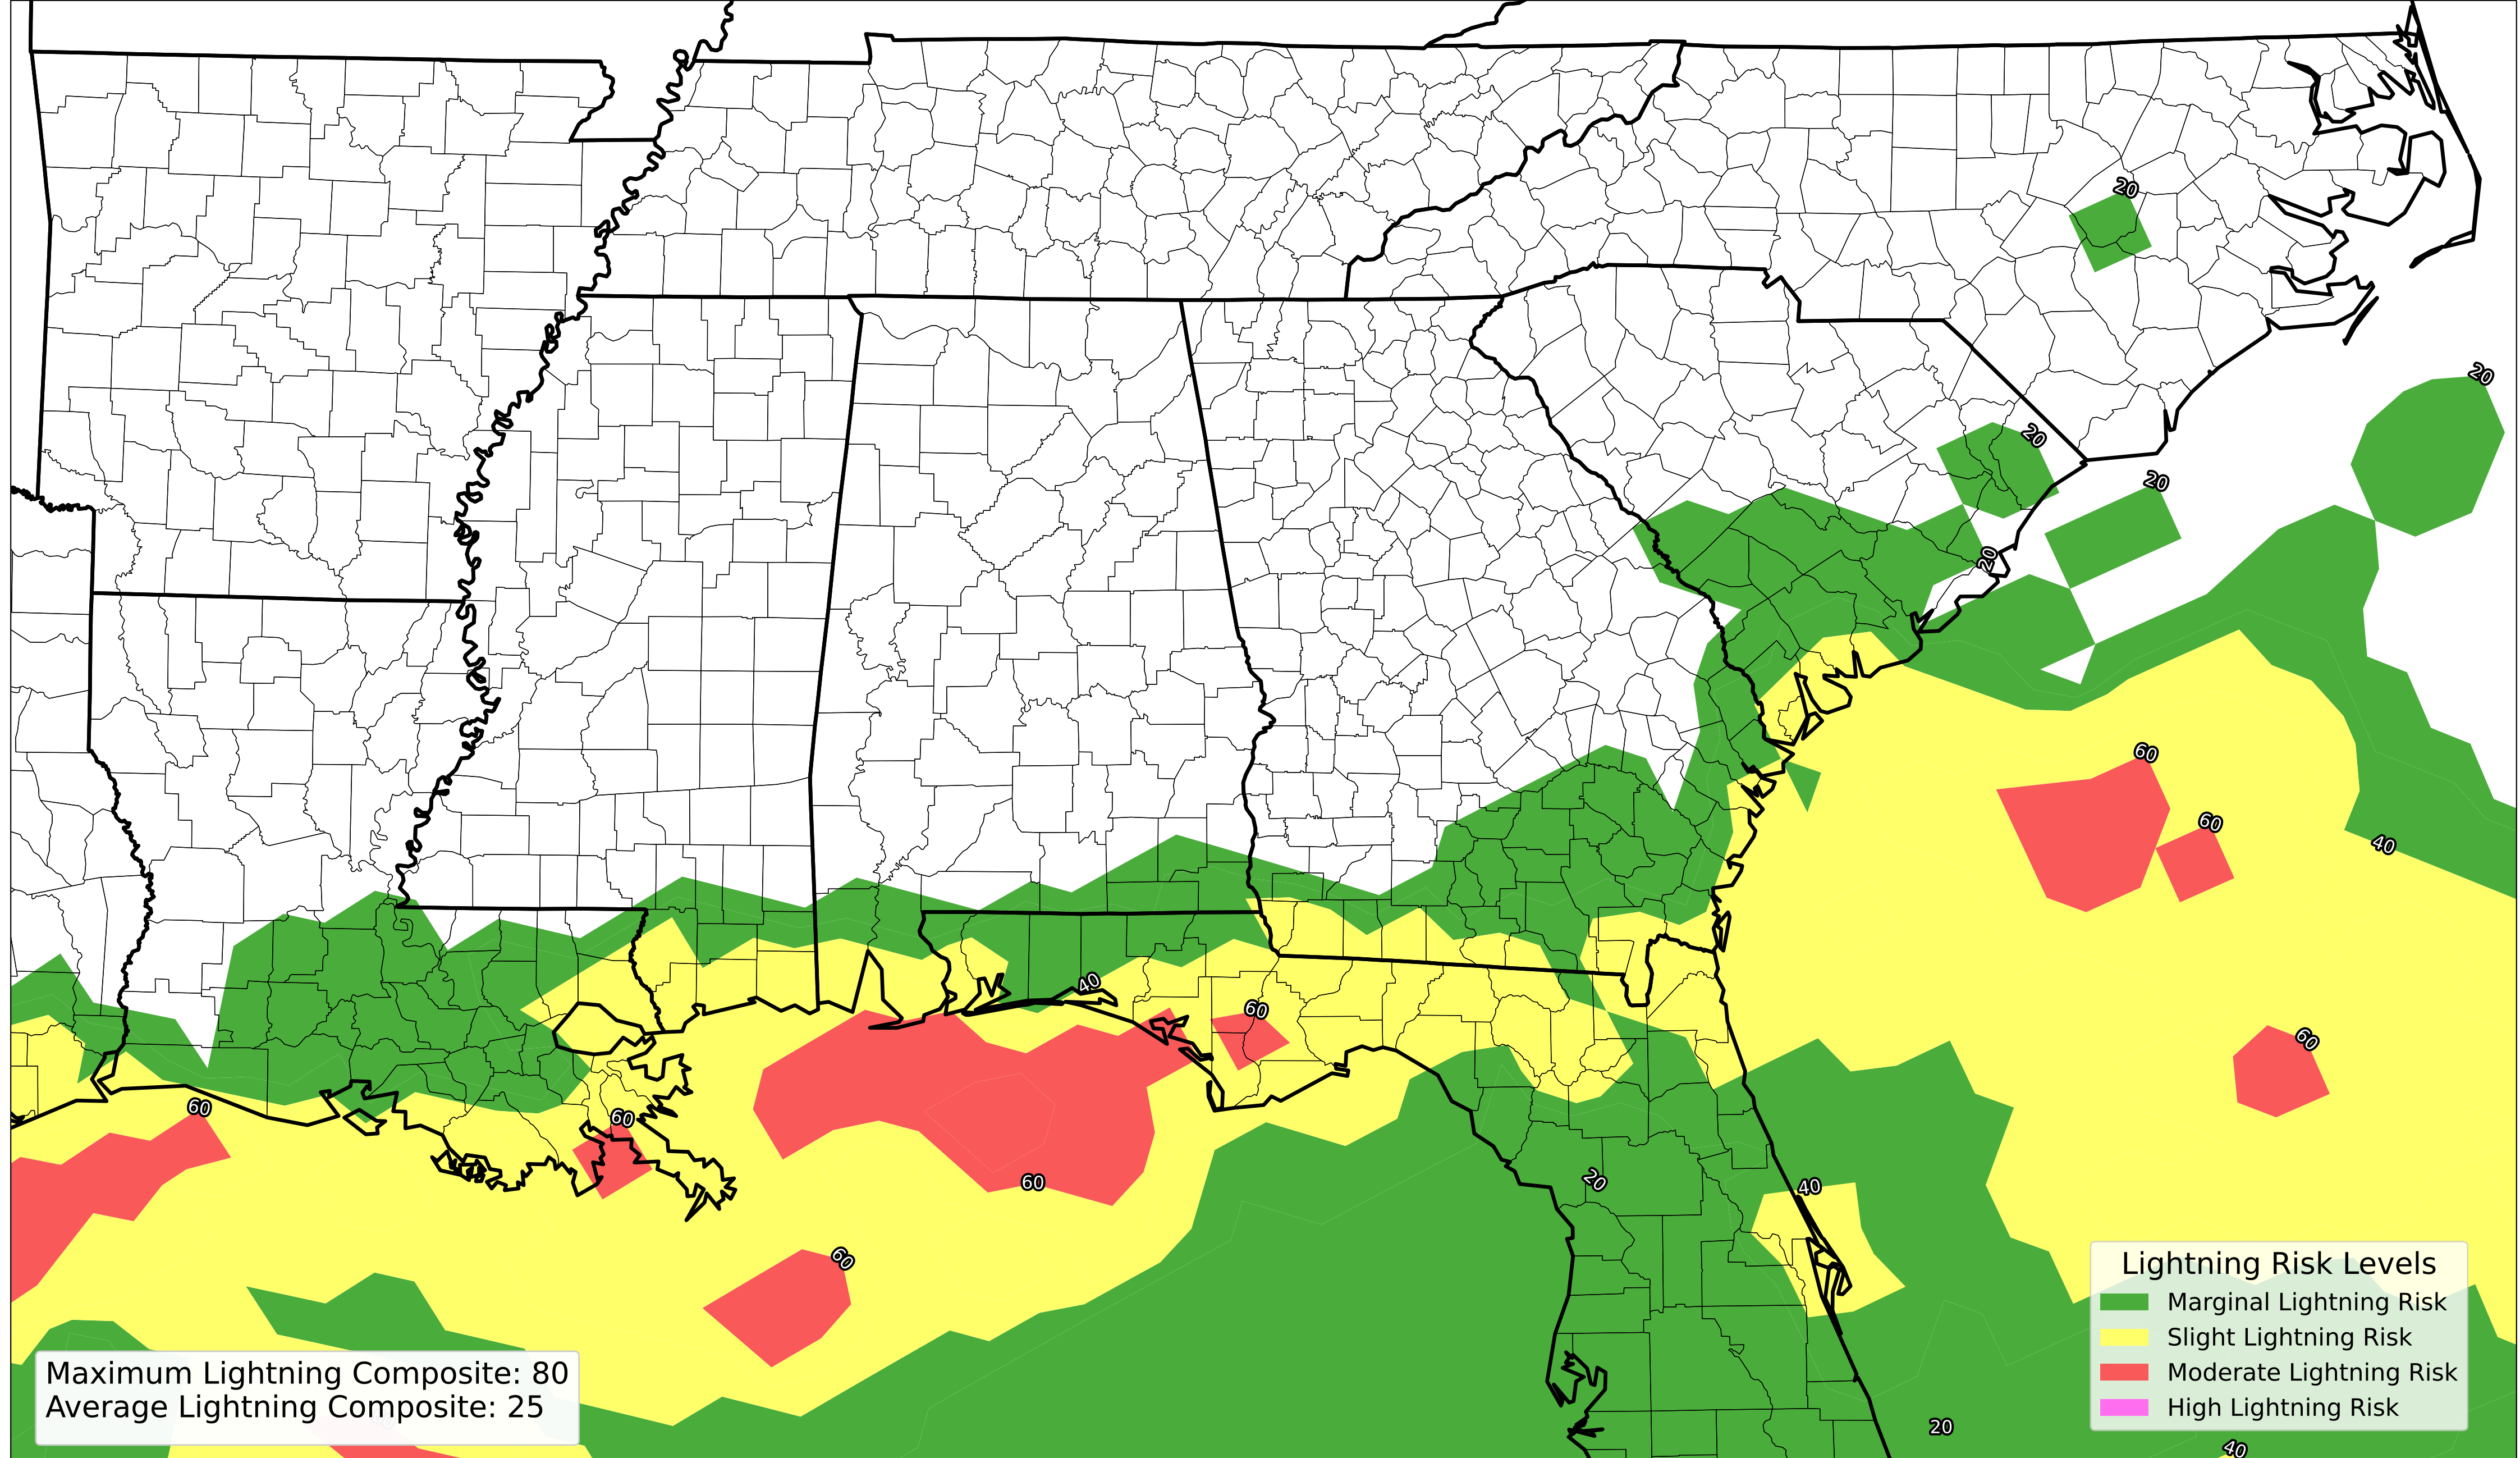 20
20
20
20
20
60
60
40
40
60
60
60
60
60
20
40
60
Lightning Risk Levels
Marginal Lightning Risk
Slight Lightning Risk
Moderate Lightning Risk
High Lightning Risk
Maximum Lightning Composite: 80
Average Lightning Composite: 25
20
40